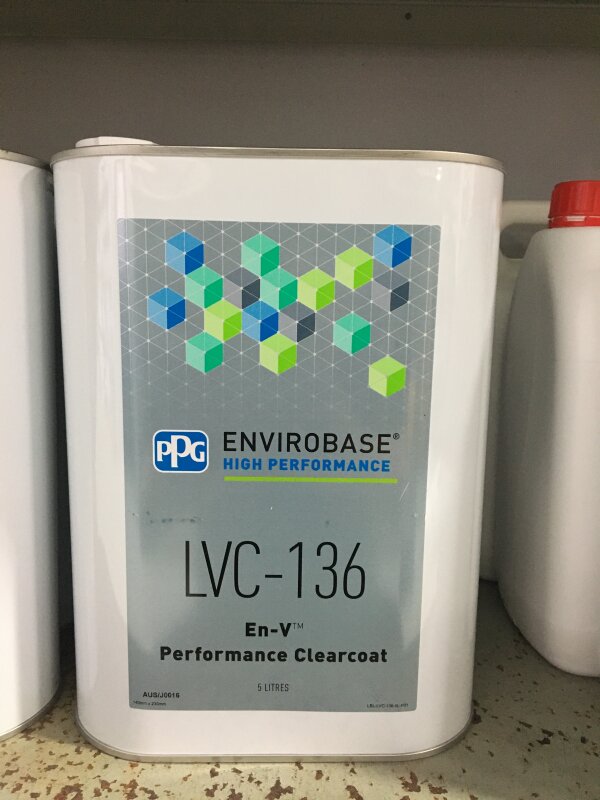 PPG
ENVIROBASE®
HIGH PERFORMANCE
LVC-136
En-V™
Performance Clearcoat
5 LITRES
AUS/J0016